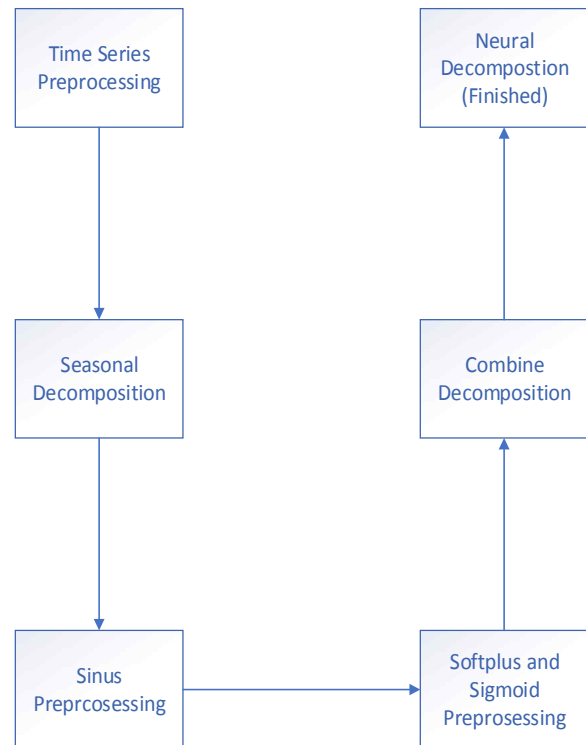 Time Series
Preprocessing
Seasonal
Decomposition
Sinus
Preprcosessing
Softplus and
Sigmoid
Preprosessing
Combine
Decomposition
Neural
Decompostion
(Finished)